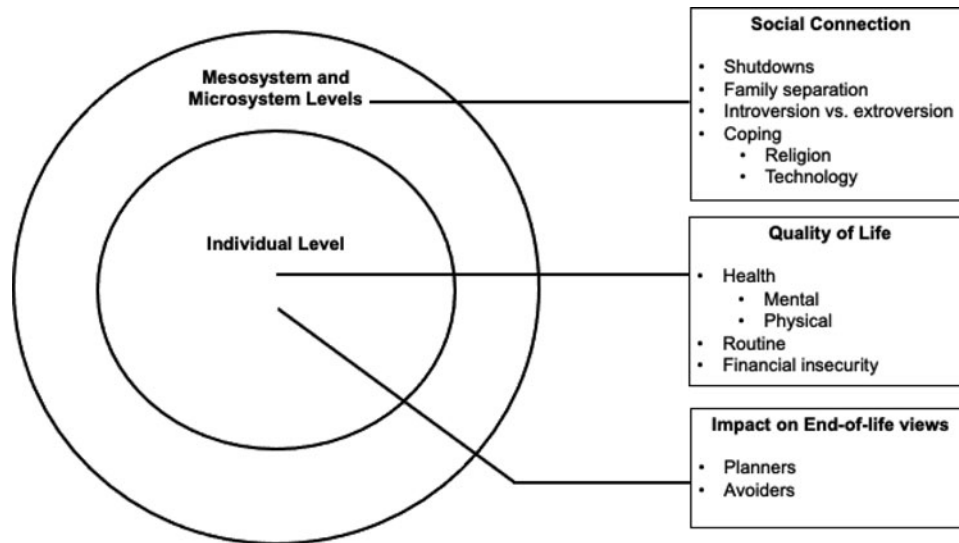 Mesosystem and
Microsystem Levels
Individual Level
Social Connection
• Shutdowns
• Family separation
• Introversion vs. extroversion
• Coping
• Religion
• Technology
Quality of Life
• Health
• Mental
• Physical
• Routine
• Financial insecurity
Impact on End-of-life views
• Planners
• Avoiders